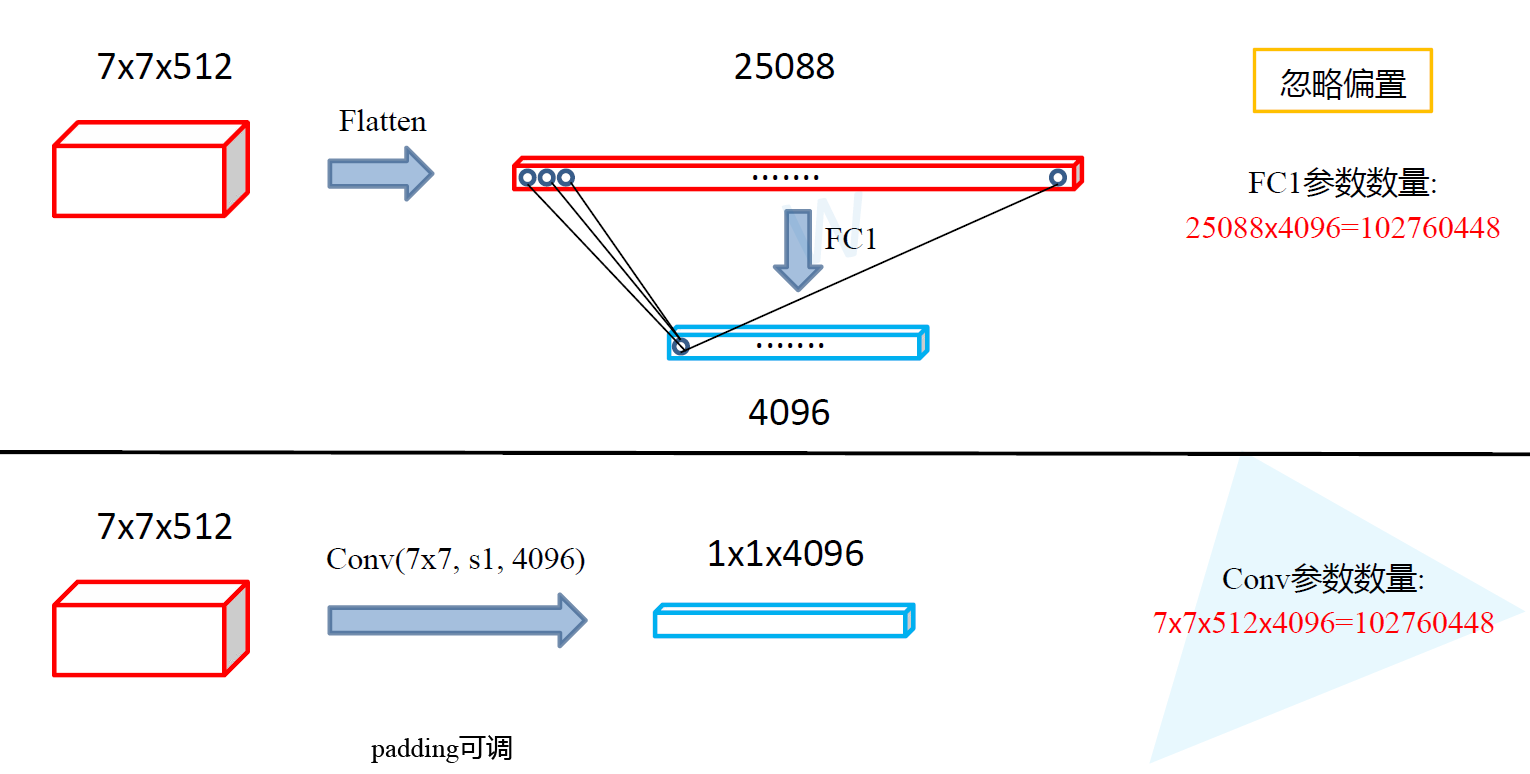 7x7x512
25088
忽略偏置
Flatten
.......
FC1参数数量:
25088x4096=102760448
FC1
.......
4096
7x7x512
Conv(7x7, s1, 4096)
1x1x4096
Conv参数数量:
7x7x512x4096=102760448
padding可调